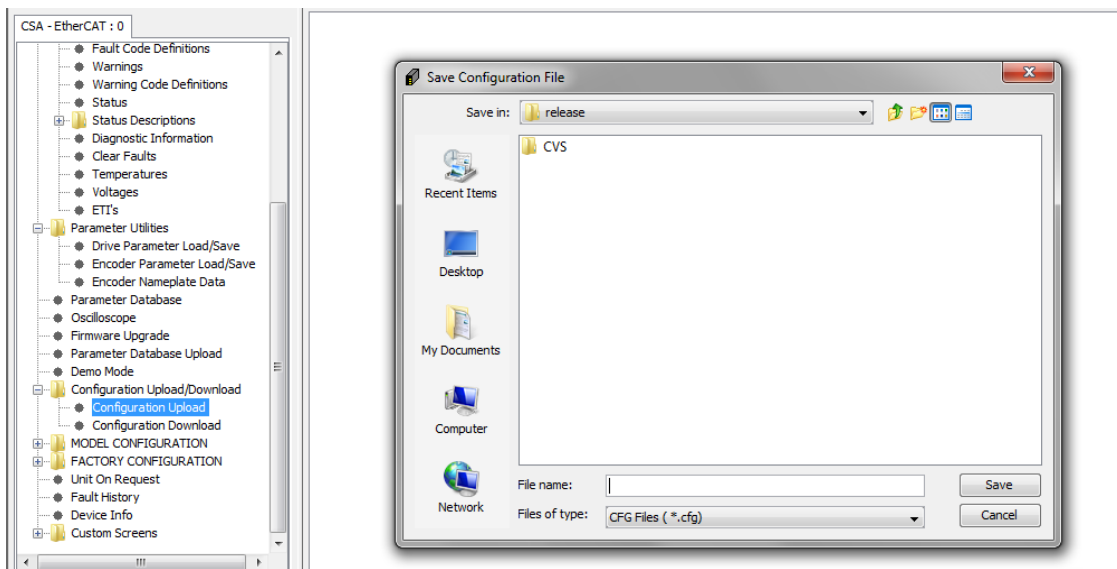 CSA - EtherCAT : 0
Fault Code Definitions
Warnings
Warning Code Definitions
Status
Status Descriptions
Diagnostic Information
Clear Faults
Temperatures
Voltages
ETI's
Parameter Utilities
Drive Parameter Load/Save
Encoder Parameter Load/Save
Encoder Nameplate Data
Parameter Database
Oscilloscope
Firmware Upgrade
Parameter Database Upload
Demo Mode
Configuration Upload/Download
Configuration Upload
Configuration Download
MODEL CONFIGURATION
FACTORY CONFIGURATION
Unit On Request
Fault History
Device Info
Custom Screens
Save Configuration File
Save in: release
CVS
Recent Items
Desktop
My Documents
Computer
Network
File name:
Save
Files of type: CFG Files ( *.cfg)
Cancel